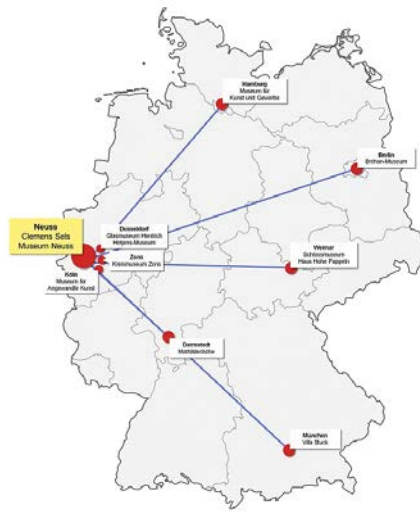 Hamburg
Museum für
Kunst und Gewerbe
Berlin
Bröhan-Museum
Neuss
Clemens Sels
Museum Neuss
Düsseldorf
Glasmuseum Hentrich
Hetjens-Museum
Zons
Kreismuseum Zons
Köln
Museum für
Angewandte Kunst
Weimar
Schlossmuseum
Haus Hohe Pappeln
Darmstadt
Mathildenhöhe
München
Villa Stuck